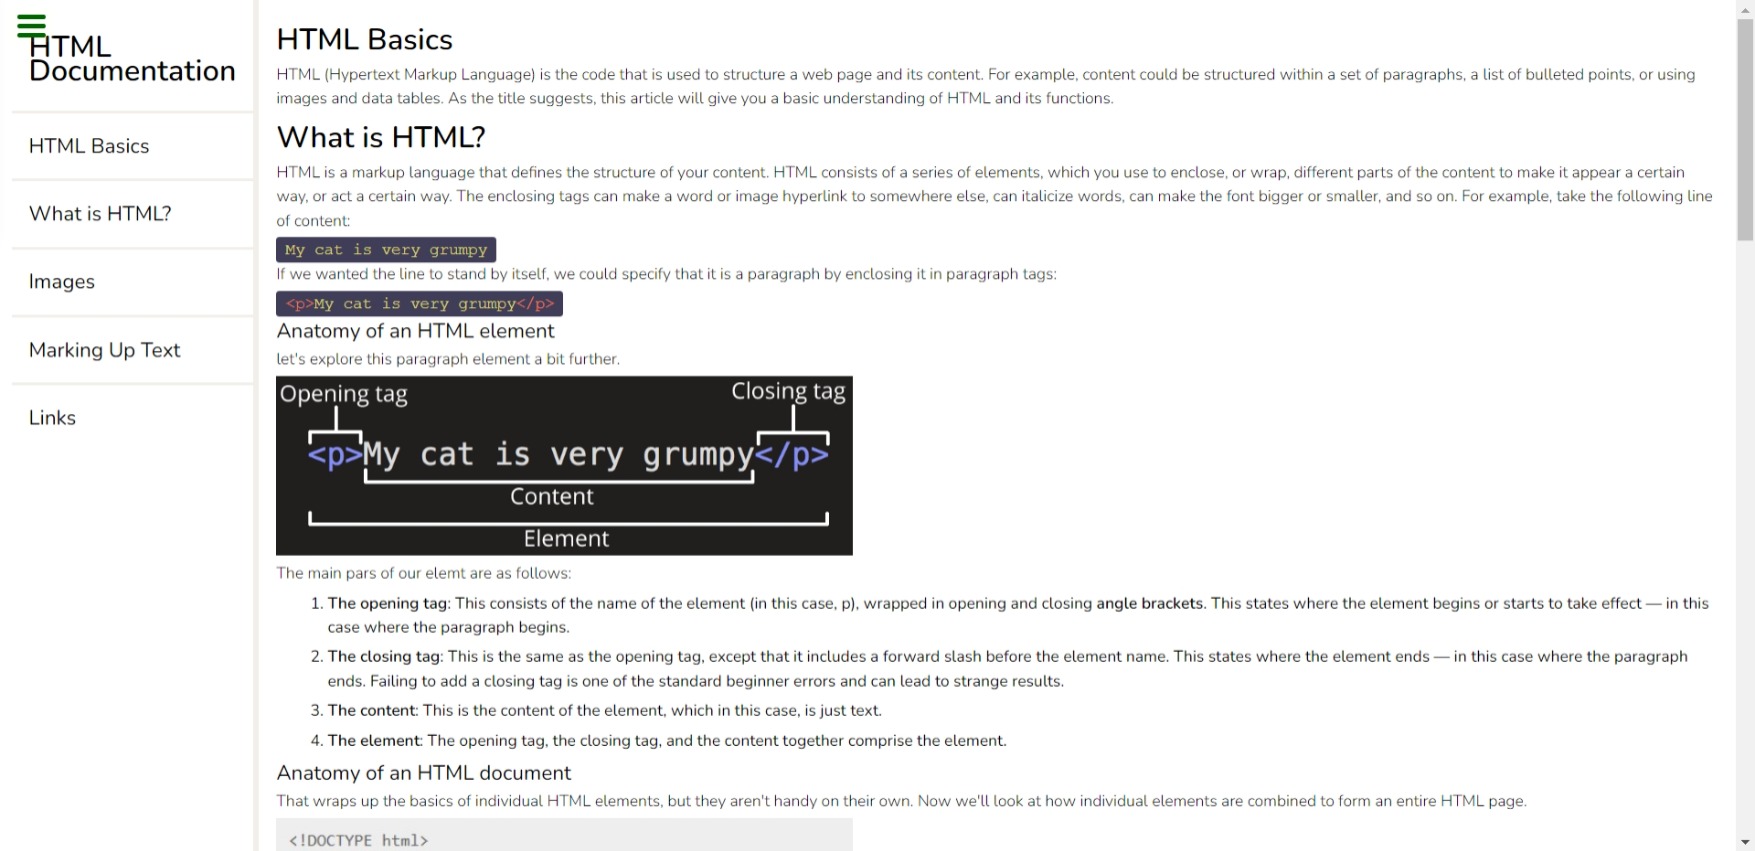 HTML
Documentation
HTML Basics
What is HTML?
Images
Marking Up Text
Links
HTML Basics
HTML (Hypertext Markup Language) is the code that is used to structure a web page and its content. For example, content could be structured within a set of paragraphs, a list of bulleted points, or using
images and data tables. As the title suggests, this article will give you a basic understanding of HTML and its functions.
What is HTML?
HTML is a markup language that defines the structure of your content. HTML consists of a series of elements, which you use to enclose, or wrap, different parts of the content to make it appear a certain
way, or act a certain way. The enclosing tags can make a word or image hyperlink to somewhere else, can italicize words, can make the font bigger or smaller, and so on. For example, take the following line
of content:
My cat is very grumpy
If we wanted the line to stand by itself, we could specify that it is a paragraph by enclosing it in paragraph tags:
<p>My cat is very grumpy</p>
Anatomy of an HTML element
let's explore this paragraph element a bit further.
Opening tag Closing tag
<p>My cat is very grumpy</p>
Content
Element
The main pars of our elemt are as follows:
1. The opening tag: This consists of the name of the element (in this case, p), wrapped in opening and closing angle brackets. This states where the element begins or starts to take effect — in this
case where the paragraph begins.
2. The closing tag: This is the same as the opening tag, except that it includes a forward slash before the element name. This states where the element ends — in this case where the paragraph
ends. Failing to add a closing tag is one of the standard beginner errors and can lead to strange results.
3. The content: This is the content of the element, which in this case, is just text.
4. The element: The opening tag, the closing tag, and the content together comprise the element.
Anatomy of an HTML document
That wraps up the basics of individual HTML elements, but they aren't handy on their own. Now we'll look at how individual elements are combined to form an entire HTML page.
<!DOCTYPE html>